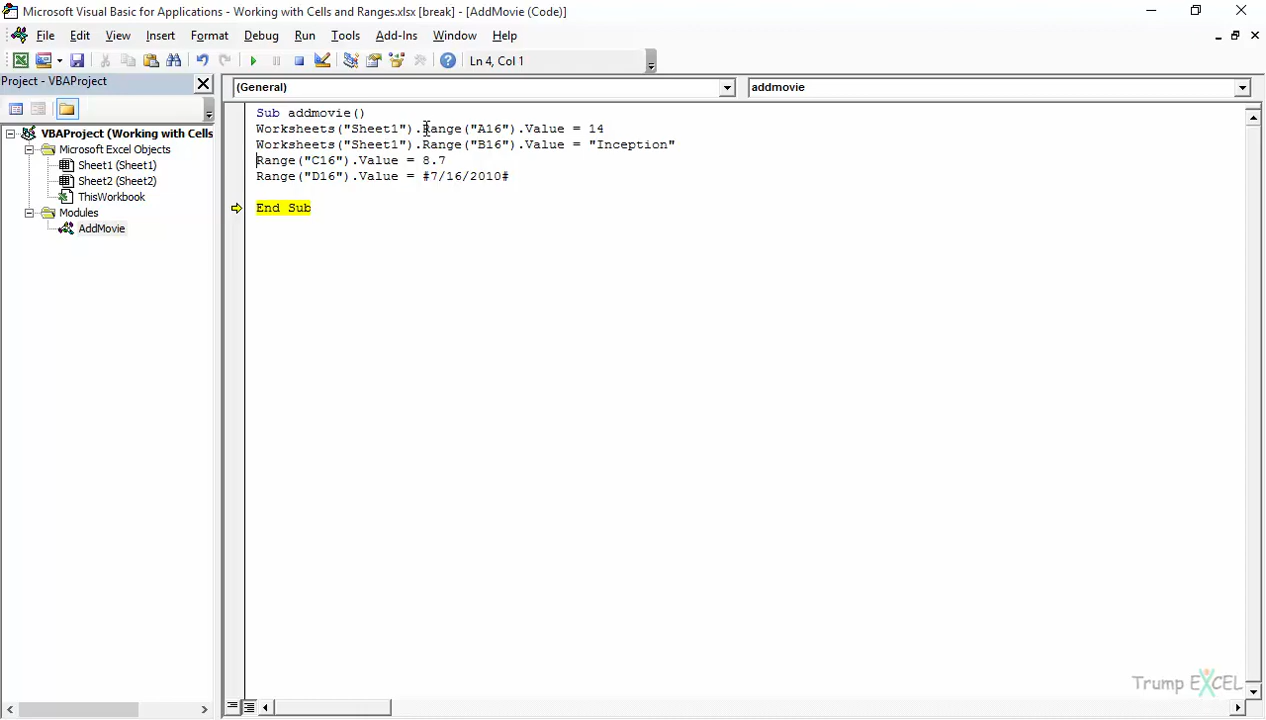 Microsoft Visual Basic for Applications - Working with Cells and Ranges.xlsx [break] - [AddMovie (Code)]
File Edit View Insert Format Debug Run Tools Add-Ins Window Help
Ln 4, Col 1
Project - VBAProject
(General)
addmovie
VBAProject (Working with Cells
Microsoft Excel Objects
Sheet1 (Sheet1)
Sheet2 (Sheet2)
ThisWorkbook
Modules
AddMovie
Sub addmovie()
Worksheets("Sheet1").Range("A16").Value = 14
Worksheets("Sheet1").Range("B16").Value = "Inception"
Range("C16").Value = 8.7
Range("D16").Value = #7/16/2010#
End Sub
Trump EXCEL